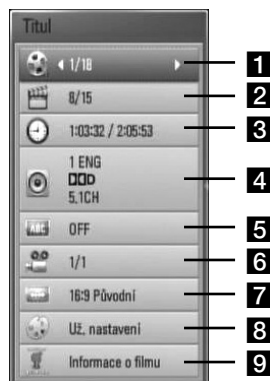 Titul
1/18 1
8/15 2
1:03:32 / 2:05:53 3
1 ENG
D 4
5.1CH
ABC OFF 5
1/1 6
16:9 Původní 7
Už. nastavení 8
Informace o filmu 9